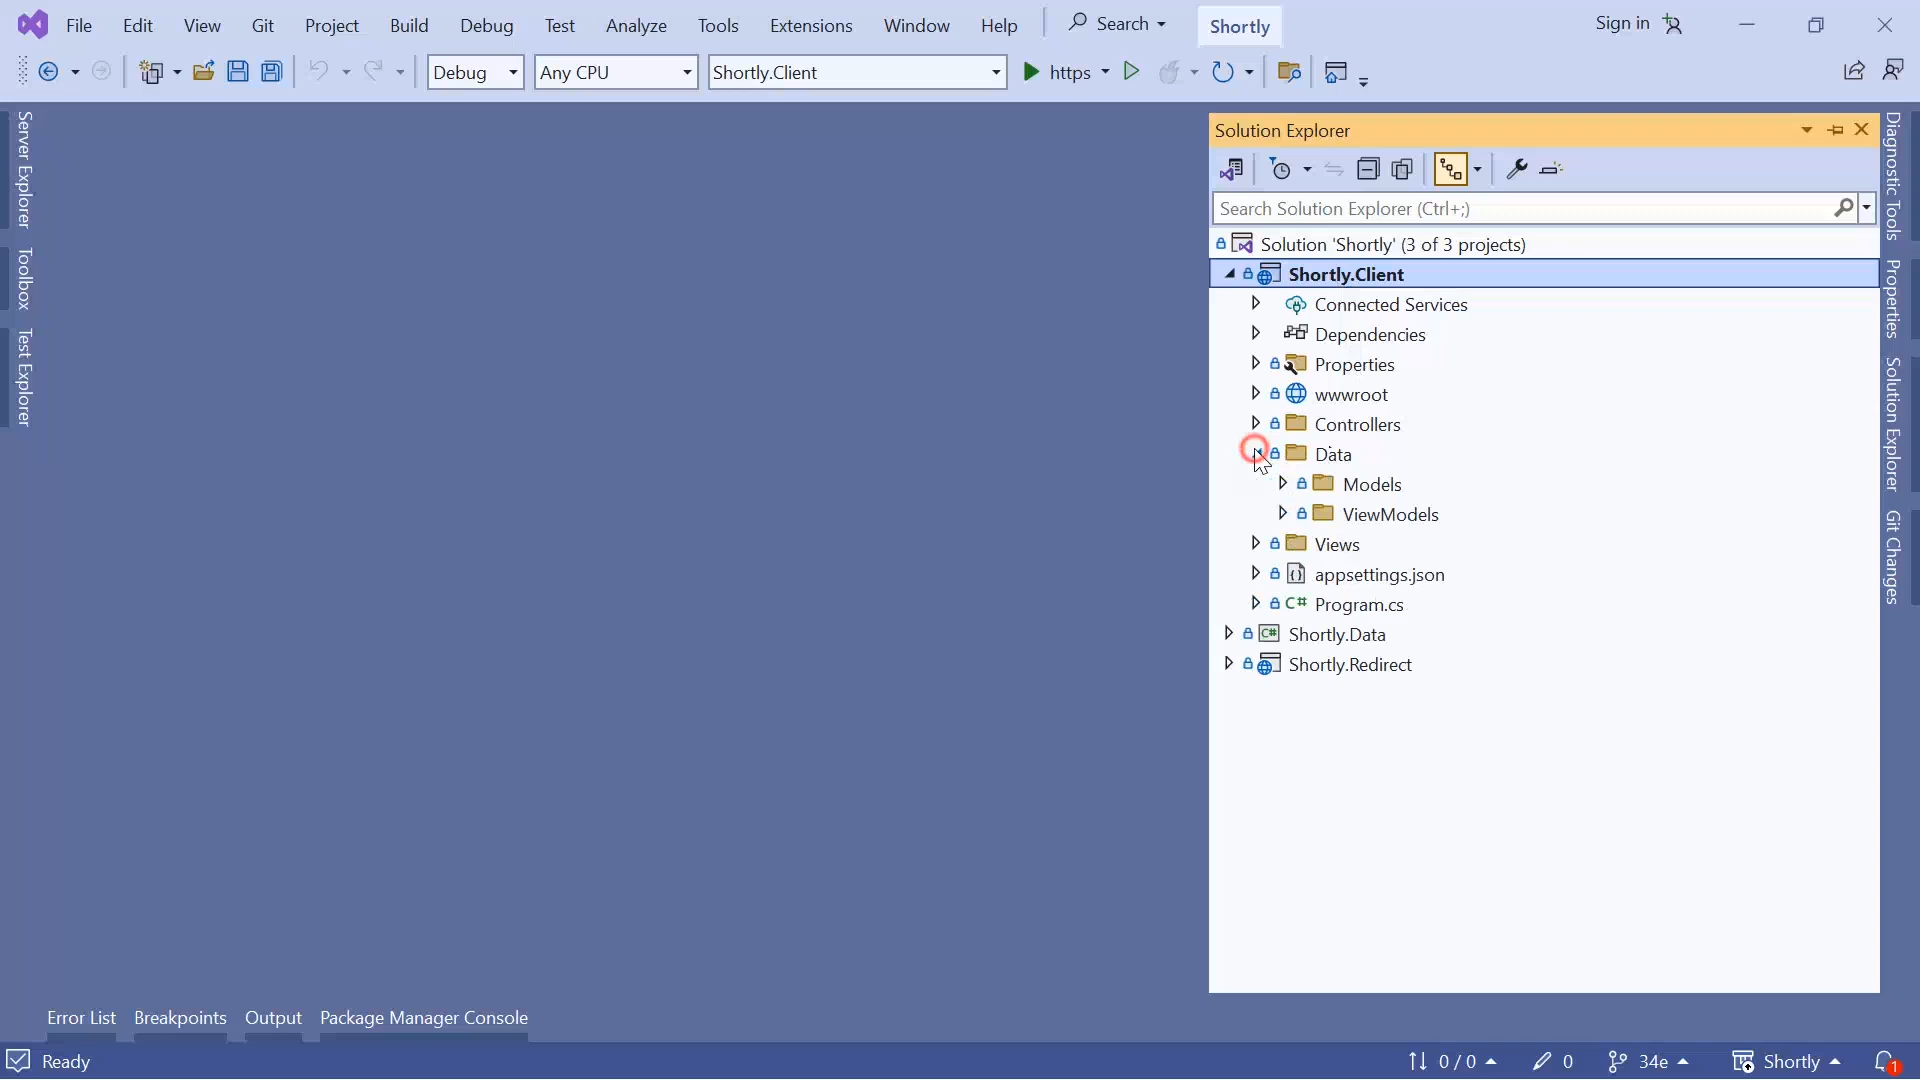 File Edit View Git Project Build Debug Test Analyze Tools Extensions Window Help Search Shortly Sign in
Debug Any CPU Shortly.Client https
Server Explorer
Toolbox
Test Explorer
Solution Explorer
Search Solution Explorer (Ctrl+;)
Solution 'Shortly' (3 of 3 projects)
Shortly.Client
Connected Services
Dependencies
Properties
wwwroot
Controllers
Data
Models
ViewModels
Views
appsettings.json
C# Program.cs
C# Shortly.Data
Shortly.Redirect
Diagnostic Tools
Properties
Solution Explorer
Git Changes
Error List Breakpoints Output Package Manager Console
Ready 0 / 0 0 34e Shortly 1